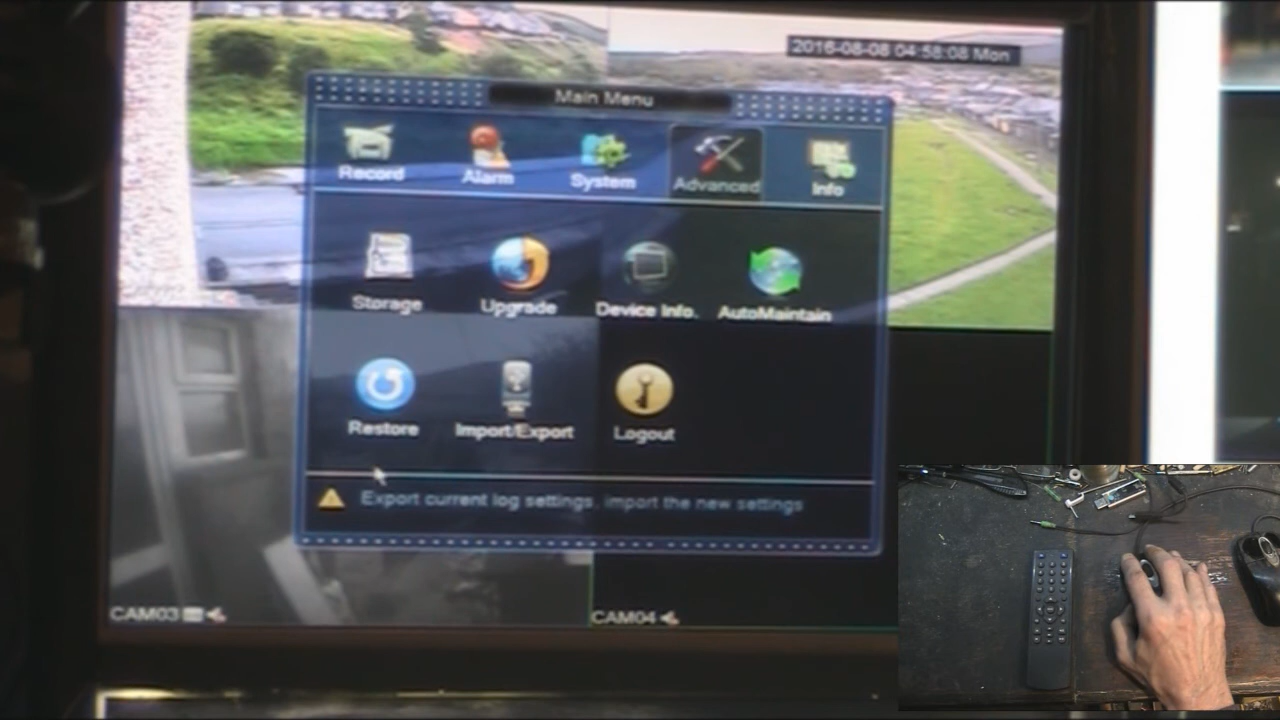 2016-08-08 04:58:08 Mon
Main Menu
Record Alarm System Advanced Info
Storage Upgrade Device Info. AutoMaintain
Restore Import/Export Logout
Export current log settings, import the new settings
CAM03 CAM04